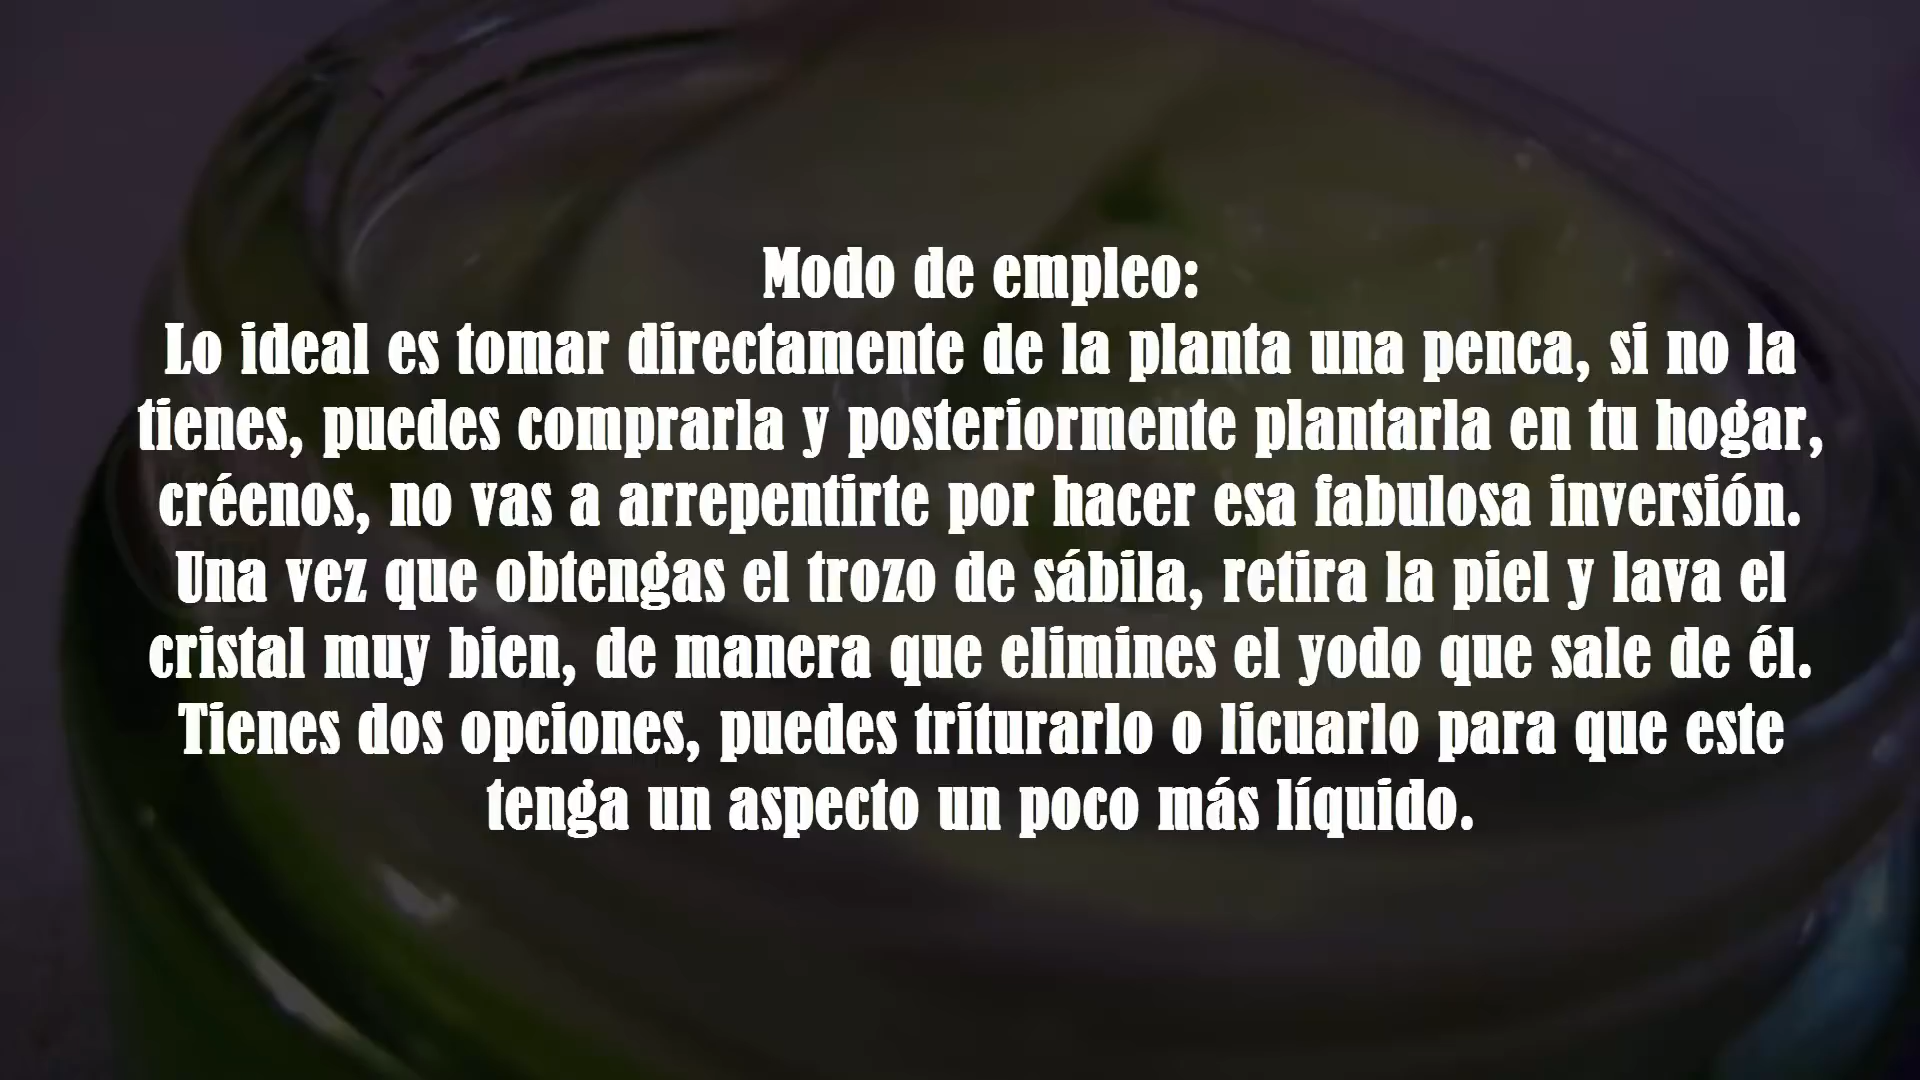 Modo de empleo:
Lo ideal es tomar directamente de la planta una penca, si no la
tienes, puedes comprarla y posteriormente plantarla en tu hogar,
créenos, no vas a arrepentirte por hacer esa fabulosa inversión.
Una vez que obtengas el trozo de sábila, retira la piel y lava el
cristal muy bien, de manera que elimines el yodo que sale de él.
Tienes dos opciones, puedes triturarlo o licuarlo para que este
tenga un aspecto un poco más líquido.